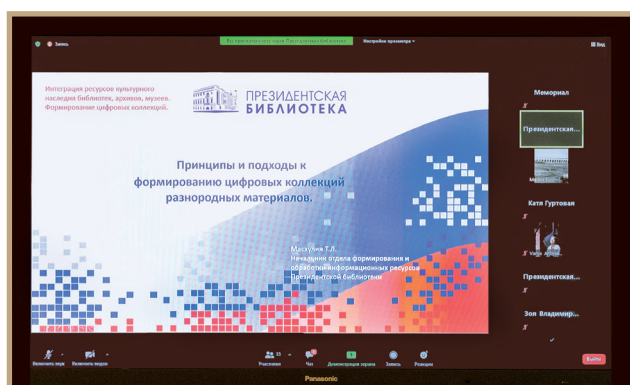 Запись
Вы просматриваете экран Президентская библиотека
Настройки просмотра
Вид
Интеграция ресурсов культурного
наследия библиотек, архивов, музеев.
Формирование цифровых коллекций.
ПРЕЗИДЕНТСКАЯ
БИБЛИОТЕКА
Принципы и подходы к
формированию цифровых коллекций
разнородных материалов.
Масхулия Т.Л.
Начальник отдела формирования и
обработки информационных ресурсов
Президентской библиотеки
Мемориал
Президентская...
Катя Гуртовая
Президентская...
Зоя Владимир...
Включить звук
Включить видео
35
Участники
Чат
Демонстрация экрана
Запись
Реакции
Выйти
Panasonic